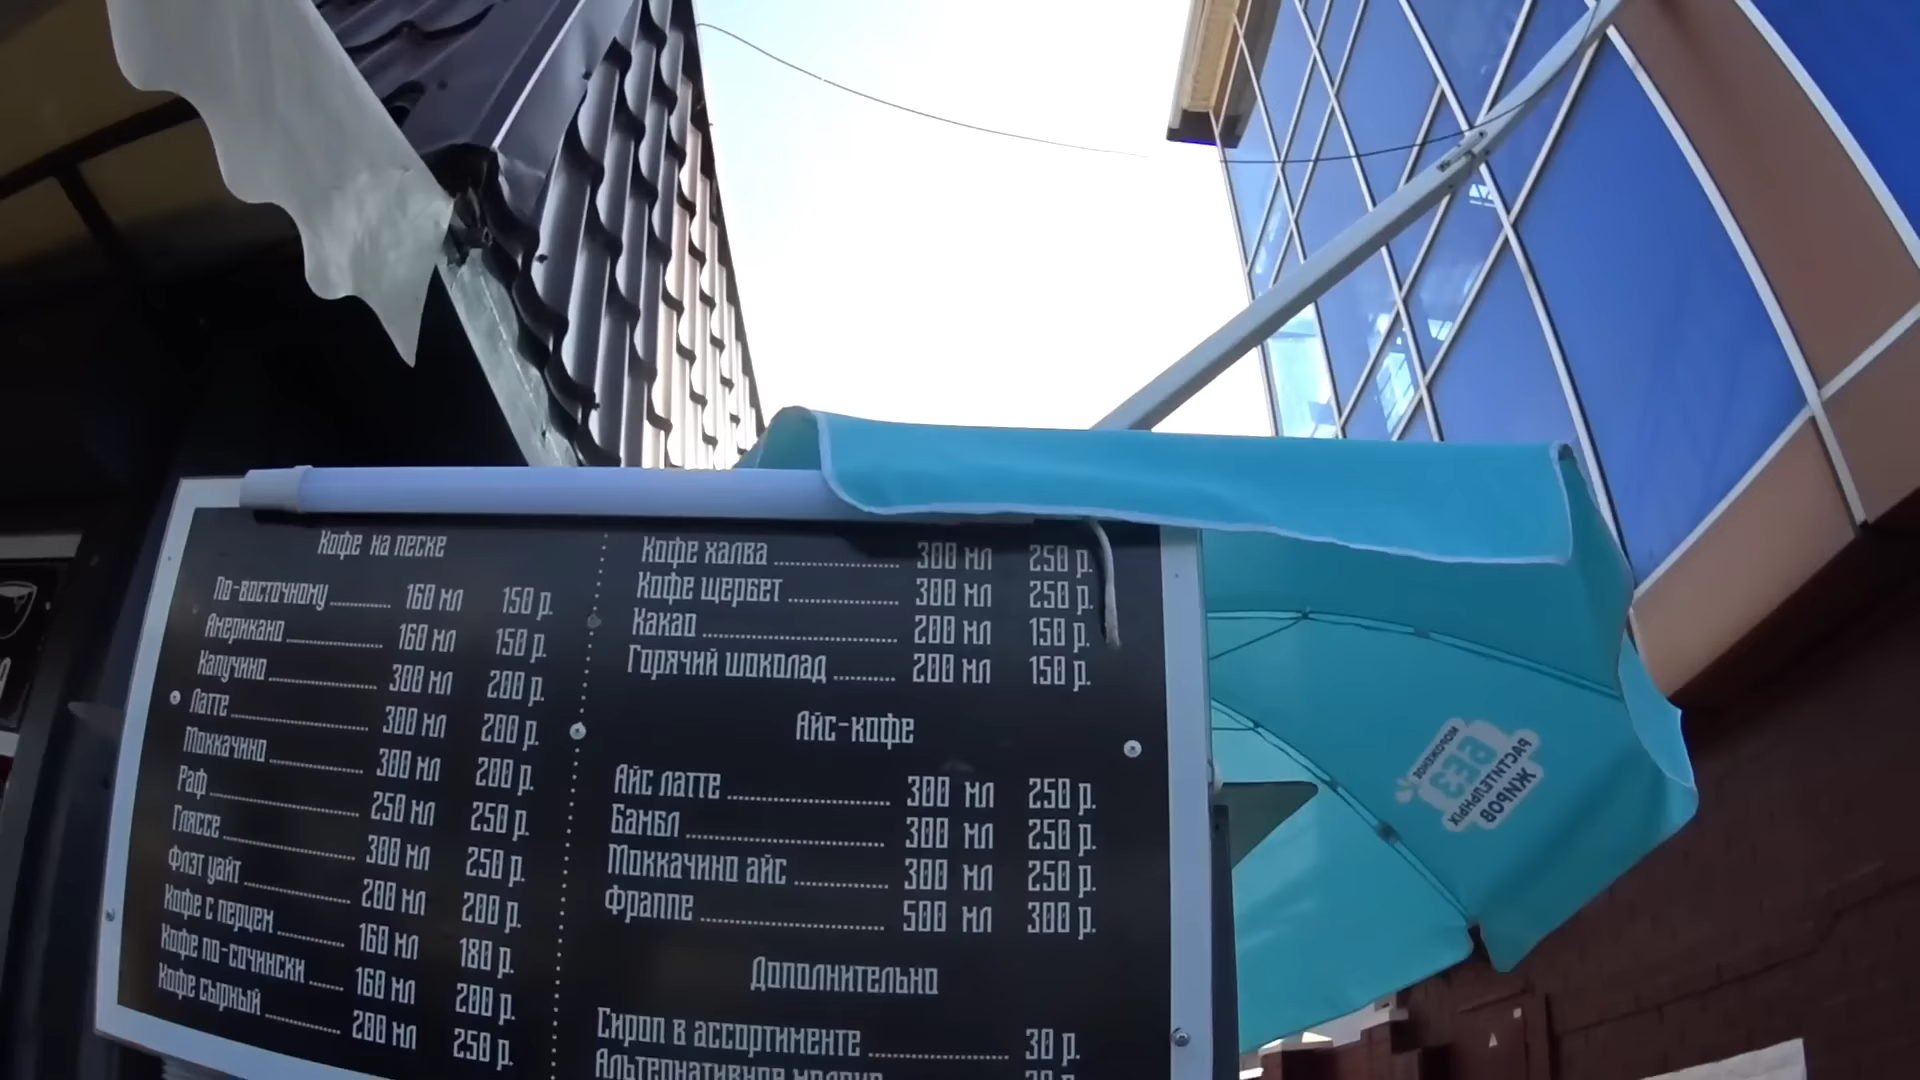 Кофе на песке
По-восточному 160 мл 150 р.
Американо 160 мл 150 р.
Капучино 300 мл 200 р.
Латте 300 мл 200 р.
Моккачино 300 мл 200 р.
Раф 250 мл 250 р.
Гляссе 300 мл 250 р.
Флэт уайт 200 мл 200 р.
Кофе с перцем 160 мл 180 р.
Кофе по-сочински 160 мл 200 р.
Кофе сырный 200 мл 250 р.
Кофе халва 300 мл 250 р.
Кофе щербет 300 мл 250 р.
Какао 200 мл 150 р.
Горячий шоколад 200 мл 150 р.
Айс-кофе
Айс латте 300 мл 250 р.
Бамбл 300 мл 250 р.
Моккачино айс 300 мл 250 р.
Фраппе 500 мл 300 р.
Дополнительно
Сироп в ассортименте 30 р.
Альтернативное молоко
МОРОЖЕНОЕ
БЕЗ
РАСТИТЕЛЬНЫХ
ЖИРОВ